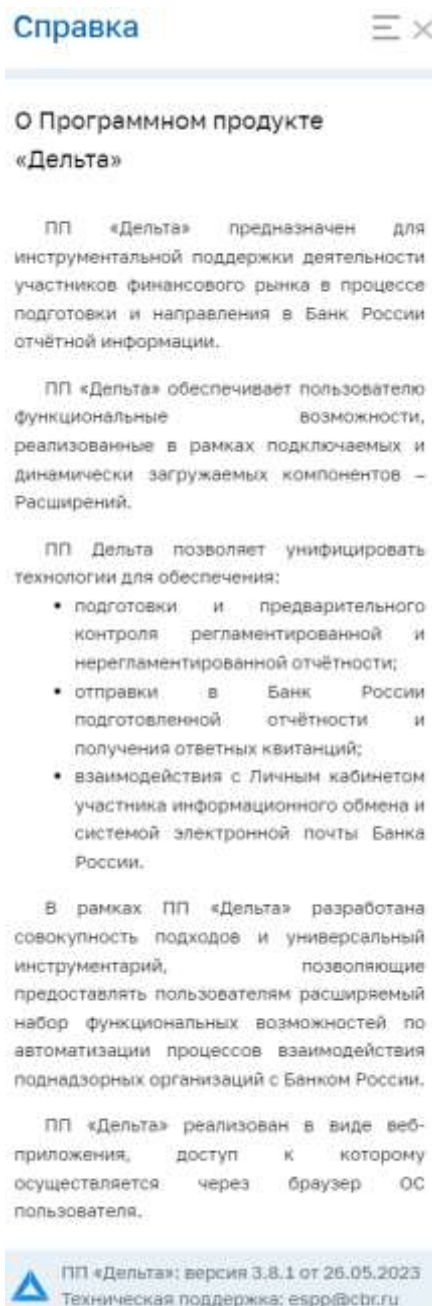 Справка
О Программном продукте
«Дельта»
ПП «Дельта» предназначен для
инструментальной поддержки деятельности
участников финансового рынка в процессе
подготовки и направления в Банк России
отчётной информации.
ПП «Дельта» обеспечивает пользователю
функциональные возможности,
реализованные в рамках подключаемых и
динамически загружаемых компонентов –
Расширений.
ПП Дельта позволяет унифицировать
технологии для обеспечения:
• подготовки и предварительного
контроля регламентированной и
нерегламентированной отчётности;
• отправки в Банк России
подготовленной отчётности и
получения ответных квитанций;
• взаимодействия с Личным кабинетом
участника информационного обмена и
системой электронной почты Банка
России.
В рамках ПП «Дельта» разработана
совокупность подходов и универсальный
инструментарий, позволяющие
предоставлять пользователям расширяемый
набор функциональных возможностей по
автоматизации процессов взаимодействия
поднадзорных организаций с Банком России.
ПП «Дельта» реализован в виде веб-
приложения, доступ к которому
осуществляется через браузер ОС
пользователя.
ПП «Дельта»: версия 3.8.1 от 26.05.2023
Техническая поддержка: espp@cbr.ru